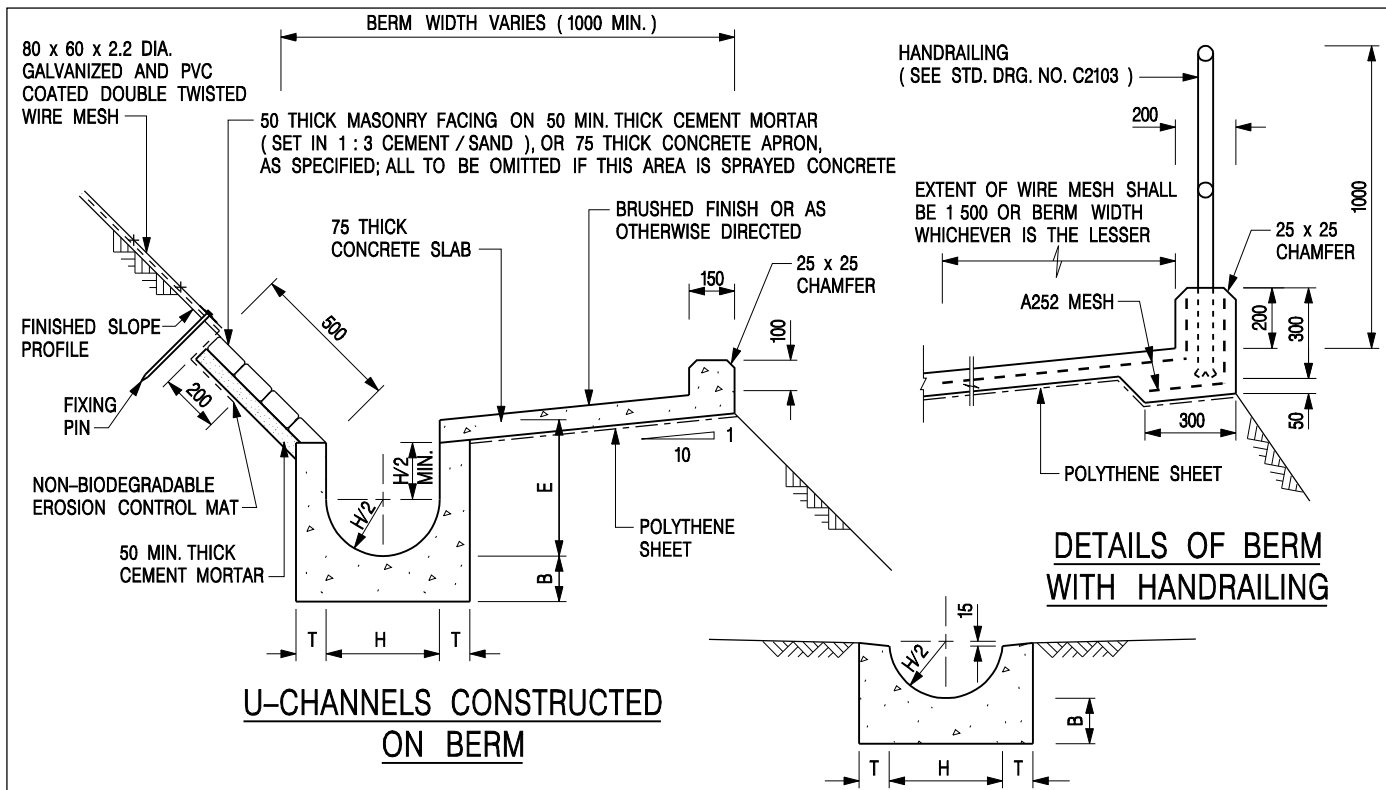 BERM WIDTH VARIES ( 1000 MIN. )
80 x 60 x 2.2 DIA.
GALVANIZED AND PVC
COATED DOUBLE TWISTED
WIRE MESH
50 THICK MASONRY FACING ON 50 MIN. THICK CEMENT MORTAR
( SET IN 1 : 3 CEMENT / SAND ), OR 75 THICK CONCRETE APRON,
AS SPECIFIED; ALL TO BE OMITTED IF THIS AREA IS SPRAYED CONCRETE
75 THICK
CONCRETE SLAB
BRUSHED FINISH OR AS
OTHERWISE DIRECTED
25 x 25
CHAMFER
150
100
500
FINISHED SLOPE
PROFILE
200
FIXING
PIN
H/2
MIN.
E
H/2
1
10
NON-BIODEGRADABLE
EROSION CONTROL MAT
POLYTHENE
SHEET
50 MIN. THICK
CEMENT MORTAR
B
T
H
T
U-CHANNELS CONSTRUCTED
ON BERM
HANDRAILING
( SEE STD. DRG. NO. C2103 )
200
1000
EXTENT OF WIRE MESH SHALL
BE 1 500 OR BERM WIDTH
WHICHEVER IS THE LESSER
25 x 25
CHAMFER
A252 MESH
200
300
50
300
POLYTHENE SHEET
DETAILS OF BERM
WITH HANDRAILING
15
H/2
B
T
H
T